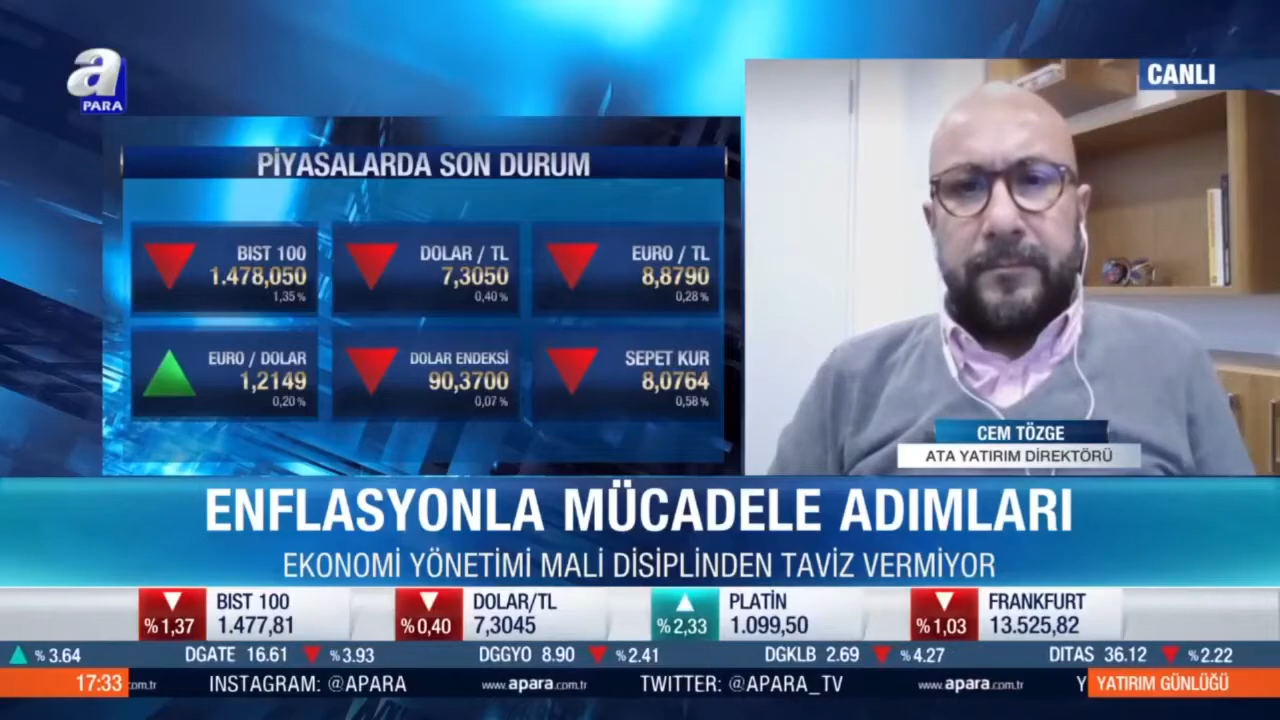 a
PARA
CANLI
PİYASALARDA SON DURUM
BIST 100
1.478,050
1,35 %
DOLAR / TL
7,3050
0,40 %
EURO / TL
8,8790
0,28 %
EURO / DOLAR
1,2149
0,20 %
DOLAR ENDEKSİ
90,3700
0,07 %
SEPET KUR
8,0764
0,58 %
CEM TÖZGE
ATA YATIRIM DİREKTÖRÜ
ENFLASYONLA MÜCADELE ADIMLARI
EKONOMİ YÖNETİMİ MALİ DİSİPLİNDEN TAVİZ VERMİYOR
%1,37 BIST 100 1.477,81
%0,40 DOLAR/TL 7,3045
%2,33 PLATİN 1.099,50
%1,03 FRANKFURT 13.525,82
%3.64 DGATE 16.61 %3.93 DGGYO 8.90 %2.41 DGKLB 2.69 %4.27 DITAS 36.12 %2.22
17:33 om.tr INSTAGRAM: @APARA www.apara.com.tr TWITTER: @APARA_TV www.apara.com.tr Y YATIRIM GÜNLÜĞÜ